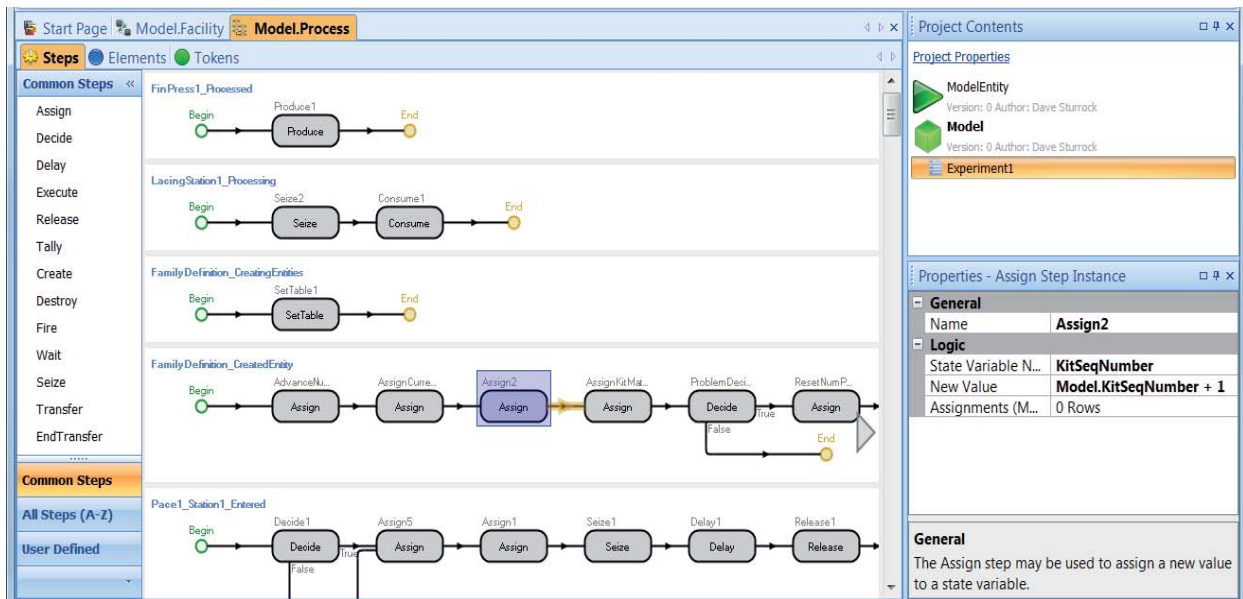 Start Page Model.Facility Model.Process
Steps Elements Tokens
Common Steps «
Assign
Decide
Delay
Execute
Release
Tally
Create
Destroy
Fire
Wait
Seize
Transfer
EndTransfer
Common Steps
All Steps (A-Z)
User Defined
FinPress1_Processed
Begin
Produce1
Produce
End
LacingStation1_Processing
Begin
Seize2
Seize
Consume1
Consume
End
FamilyDefinition_CreatingEntities
Begin
SetTable1
SetTable
End
FamilyDefinition_CreatedEntity
Begin
AdvanceNu...
Assign
AssignCurre...
Assign
Assign2
Assign
AssignKitMat...
Assign
ProblemDeci...
Decide
True
False
End
ResetNumP...
Assign
Pace1_Station1_Entered
Begin
Decide1
Decide
True
False
Assign5
Assign
Assign1
Assign
Seize1
Seize
Delay1
Delay
Release1
Release
Project Contents
Project Properties
ModelEntity
Version: 0 Author: Dave Sturrock
Model
Version: 0 Author: Dave Sturrock
Experiment1
Properties - Assign Step Instance
General
Name Assign2
Logic
State Variable N... KitSeqNumber
New Value Model.KitSeqNumber + 1
Assignments (M... 0 Rows
General
The Assign step may be used to assign a new value
to a state variable.